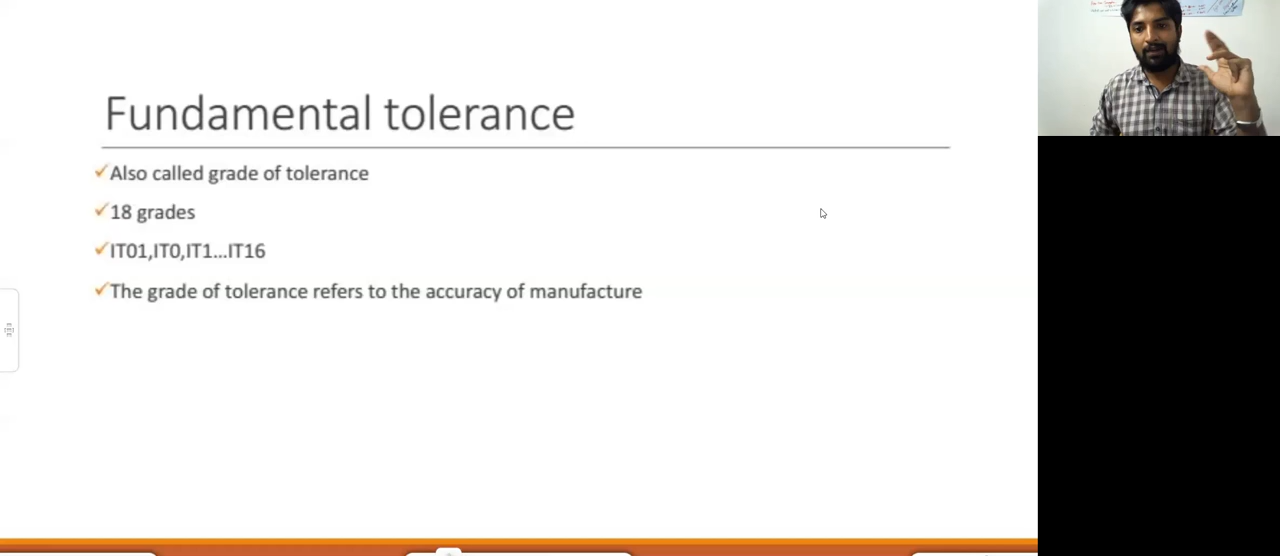 Fundamental tolerance
Also called grade of tolerance
18 grades
IT01,IT0,IT1...IT16
The grade of tolerance refers to the accuracy of manufacture